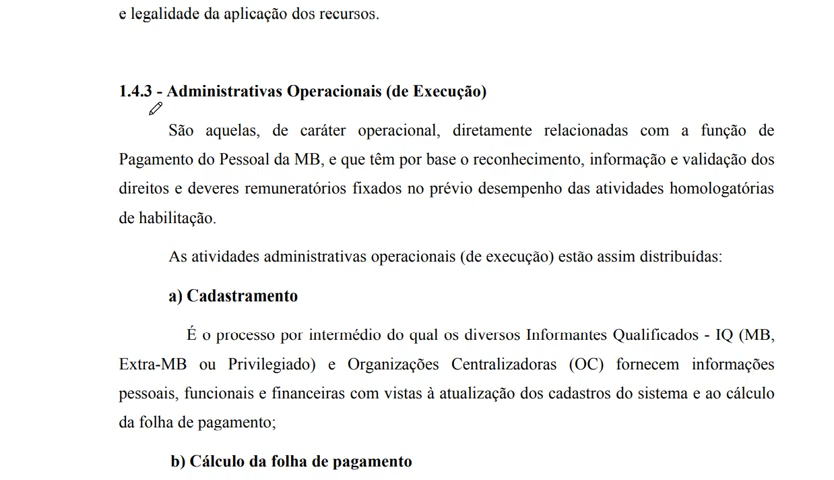 e legalidade da aplicação dos recursos.
1.4.3 - Administrativas Operacionais (de Execução)
São aquelas, de caráter operacional, diretamente relacionadas com a função de
Pagamento do Pessoal da MB, e que têm por base o reconhecimento, informação e validação dos
direitos e deveres remuneratórios fixados no prévio desempenho das atividades homologatórias
de habilitação.
As atividades administrativas operacionais (de execução) estão assim distribuídas:
a) Cadastramento
É o processo por intermédio do qual os diversos Informantes Qualificados - IQ (MB,
Extra-MB ou Privilegiado) e Organizações Centralizadoras (OC) fornecem informações
pessoais, funcionais e financeiras com vistas à atualização dos cadastros do sistema e ao cálculo
da folha de pagamento;
b) Cálculo da folha de pagamento